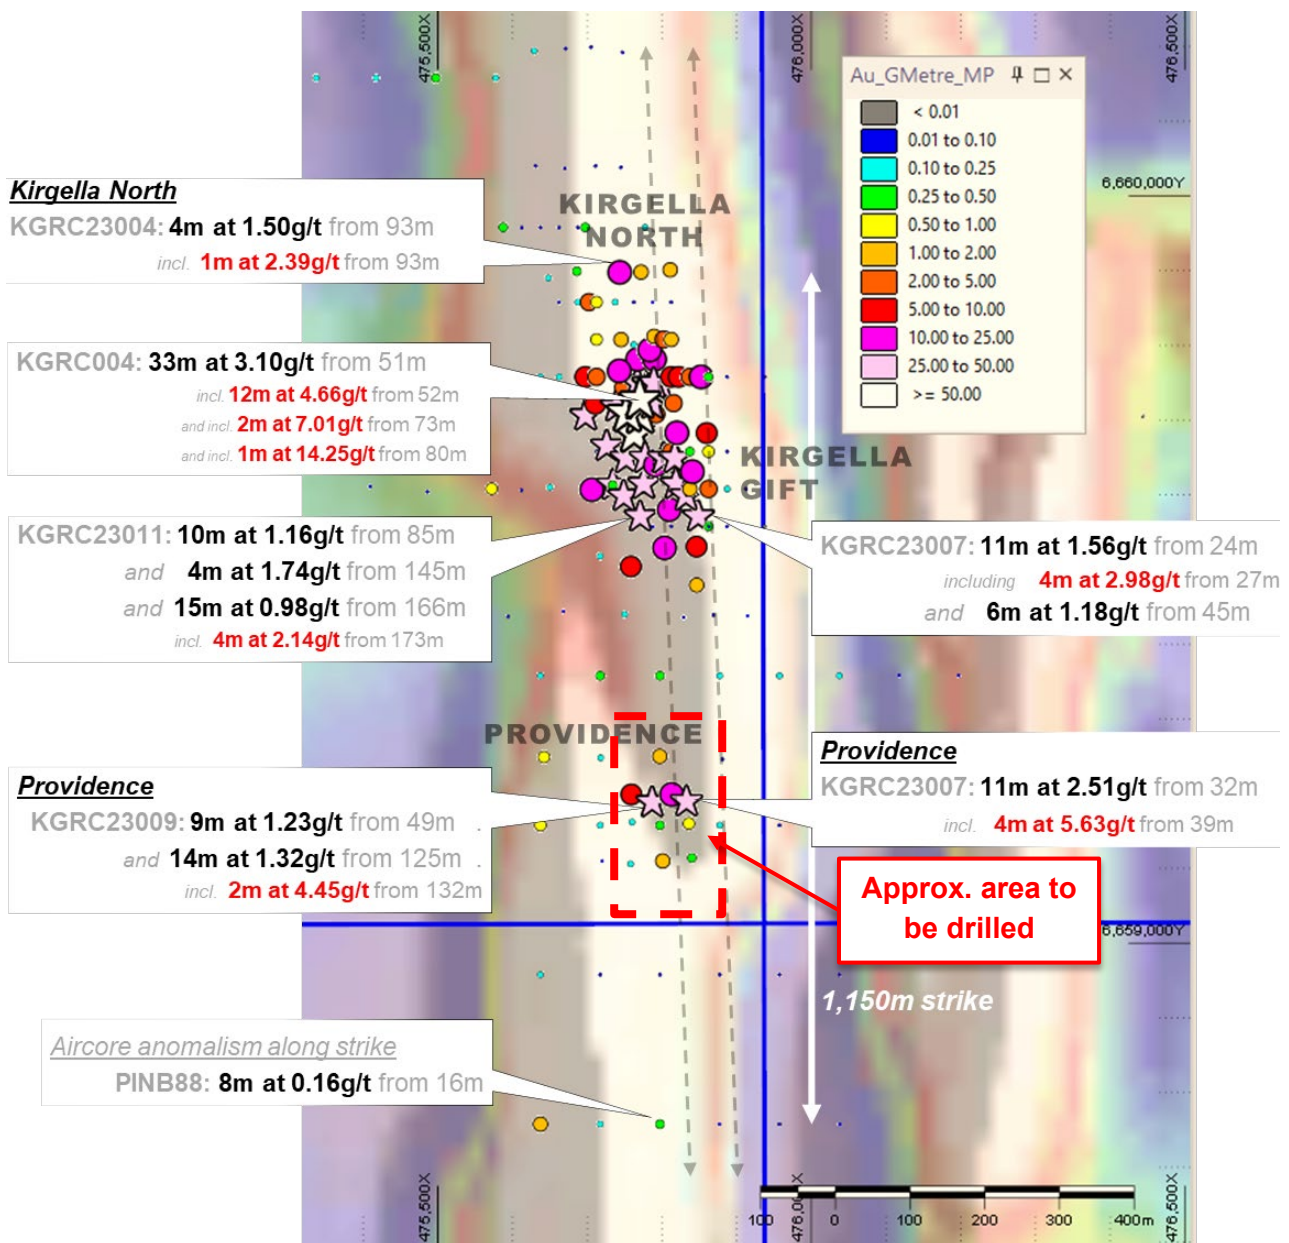 475,500X
476,000X
476,500X
Au_GMetre_MP
< 0.01
0.01 to 0.10
0.10 to 0.25
0.25 to 0.50
0.50 to 1.00
1.00 to 2.00
2.00 to 5.00
5.00 to 10.00
10.00 to 25.00
25.00 to 50.00
>= 50.00
6,660,000Y
Kirgella North
KGRC23004: 4m at 1.50g/t from 93m
incl. 1m at 2.39g/t from 93m
KIRGELLA
NORTH
KGRC004: 33m at 3.10g/t from 51m
incl. 12m at 4.66g/t from 52m
and incl. 2m at 7.01g/t from 73m
and incl. 1m at 14.25g/t from 80m
KIRGELLA
GIFT
KGRC23011: 10m at 1.16g/t from 85m
and 4m at 1.74g/t from 145m
and 15m at 0.98g/t from 166m
incl. 4m at 2.14g/t from 173m
KGRC23007: 11m at 1.56g/t from 24m
including 4m at 2.98g/t from 27m
and 6m at 1.18g/t from 45m
PROVIDENCE
Providence
KGRC23009: 9m at 1.23g/t from 49m .
and 14m at 1.32g/t from 125m .
incl. 2m at 4.45g/t from 132m
Providence
KGRC23007: 11m at 2.51g/t from 32m
incl. 4m at 5.63g/t from 39m
Approx. area to
be drilled
6,659,000Y
1,150m strike
Aircore anomalism along strike
PINB88: 8m at 0.16g/t from 16m
475,500X
476,500X
100 0 100 200 300 400m